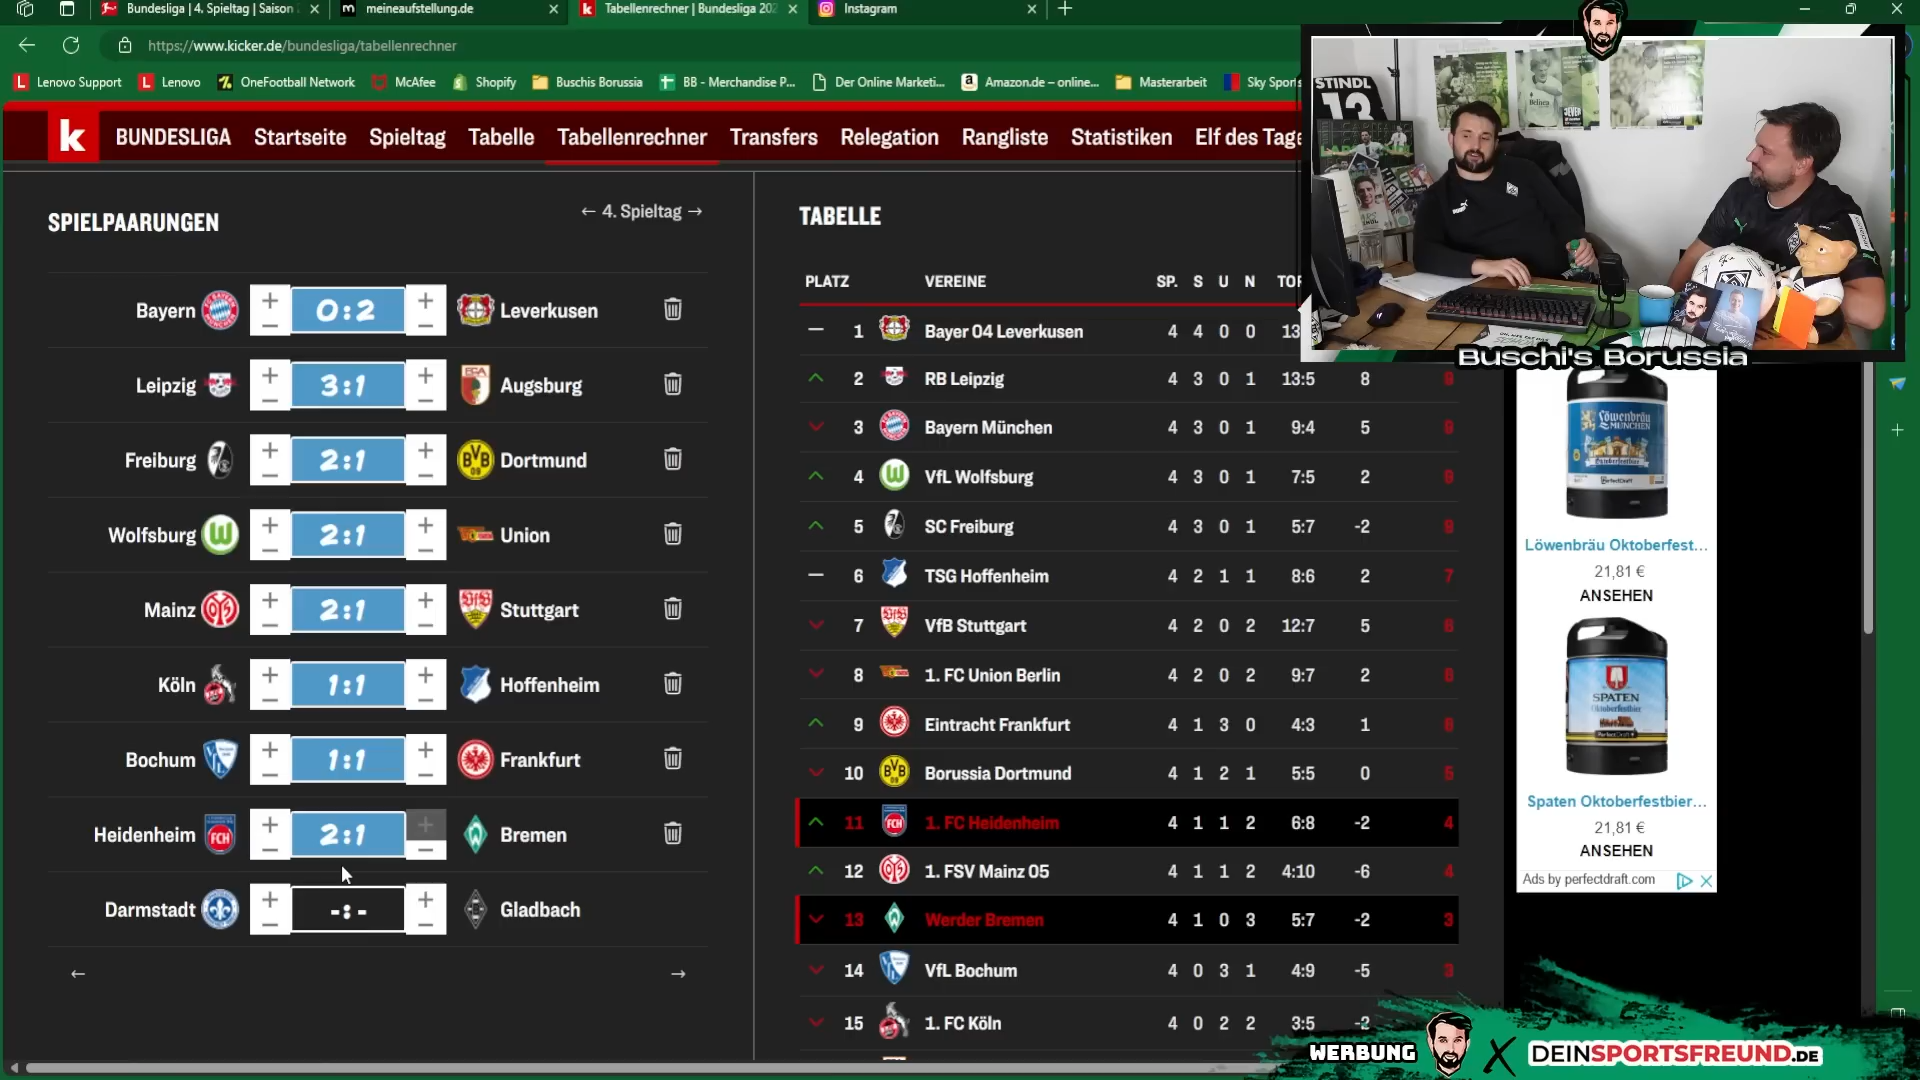 Bundesliga | 4. Spieltag | Saison
meineaufstellung.de
Tabellenrechner | Bundesliga 202
Instagram
https://www.kicker.de/bundesliga/tabellenrechner
Lenovo Support
Lenovo
OneFootball Network
McAfee
Shopify
Buschis Borussia
BB - Merchandise P...
Der Online Marketi...
Amazon.de – online...
Masterarbeit
Sky Sports
k
BUNDESLIGA
Startseite
Spieltag
Tabelle
Tabellenrechner
Transfers
Relegation
Rangliste
Statistiken
Elf des Tage
STINDL
13
Buschi's Borussia
SPIELPAARUNGEN
← 4. Spieltag →
Bayern 0:2 Leverkusen
Leipzig 3:1 Augsburg
Freiburg 2:1 Dortmund
Wolfsburg 2:1 Union
Mainz 2:1 Stuttgart
Köln 1:1 Hoffenheim
Bochum 1:1 Frankfurt
Heidenheim 2:1 Bremen
Darmstadt -:- Gladbach
← →
TABELLE
PLATZ VEREINE SP. S U N TOR
1 Bayer 04 Leverkusen 4 4 0 0 13
2 RB Leipzig 4 3 0 1 13:5 8 9
3 Bayern München 4 3 0 1 9:4 5 9
4 VfL Wolfsburg 4 3 0 1 7:5 2 9
5 SC Freiburg 4 3 0 1 5:7 -2 9
6 TSG Hoffenheim 4 2 1 1 8:6 2 7
7 VfB Stuttgart 4 2 0 2 12:7 5 6
8 1. FC Union Berlin 4 2 0 2 9:7 2 6
9 Eintracht Frankfurt 4 1 3 0 4:3 1 6
10 Borussia Dortmund 4 1 2 1 5:5 0 5
11 1. FC Heidenheim 4 1 1 2 6:8 -2 4
12 1. FSV Mainz 05 4 1 1 2 4:10 -6 4
13 Werder Bremen 4 1 0 3 5:7 -2 3
14 VfL Bochum 4 0 3 1 4:9 -5 3
15 1. FC Köln 4 0 2 2 3:5 -2
Löwenbräu Oktoberfest...
21,81 €
ANSEHEN
SPATEN
Spaten Oktoberfestbier...
21,81 €
ANSEHEN
Ads by perfectdraft.com
WERBUNG X DEINSPORTSFREUND.DE